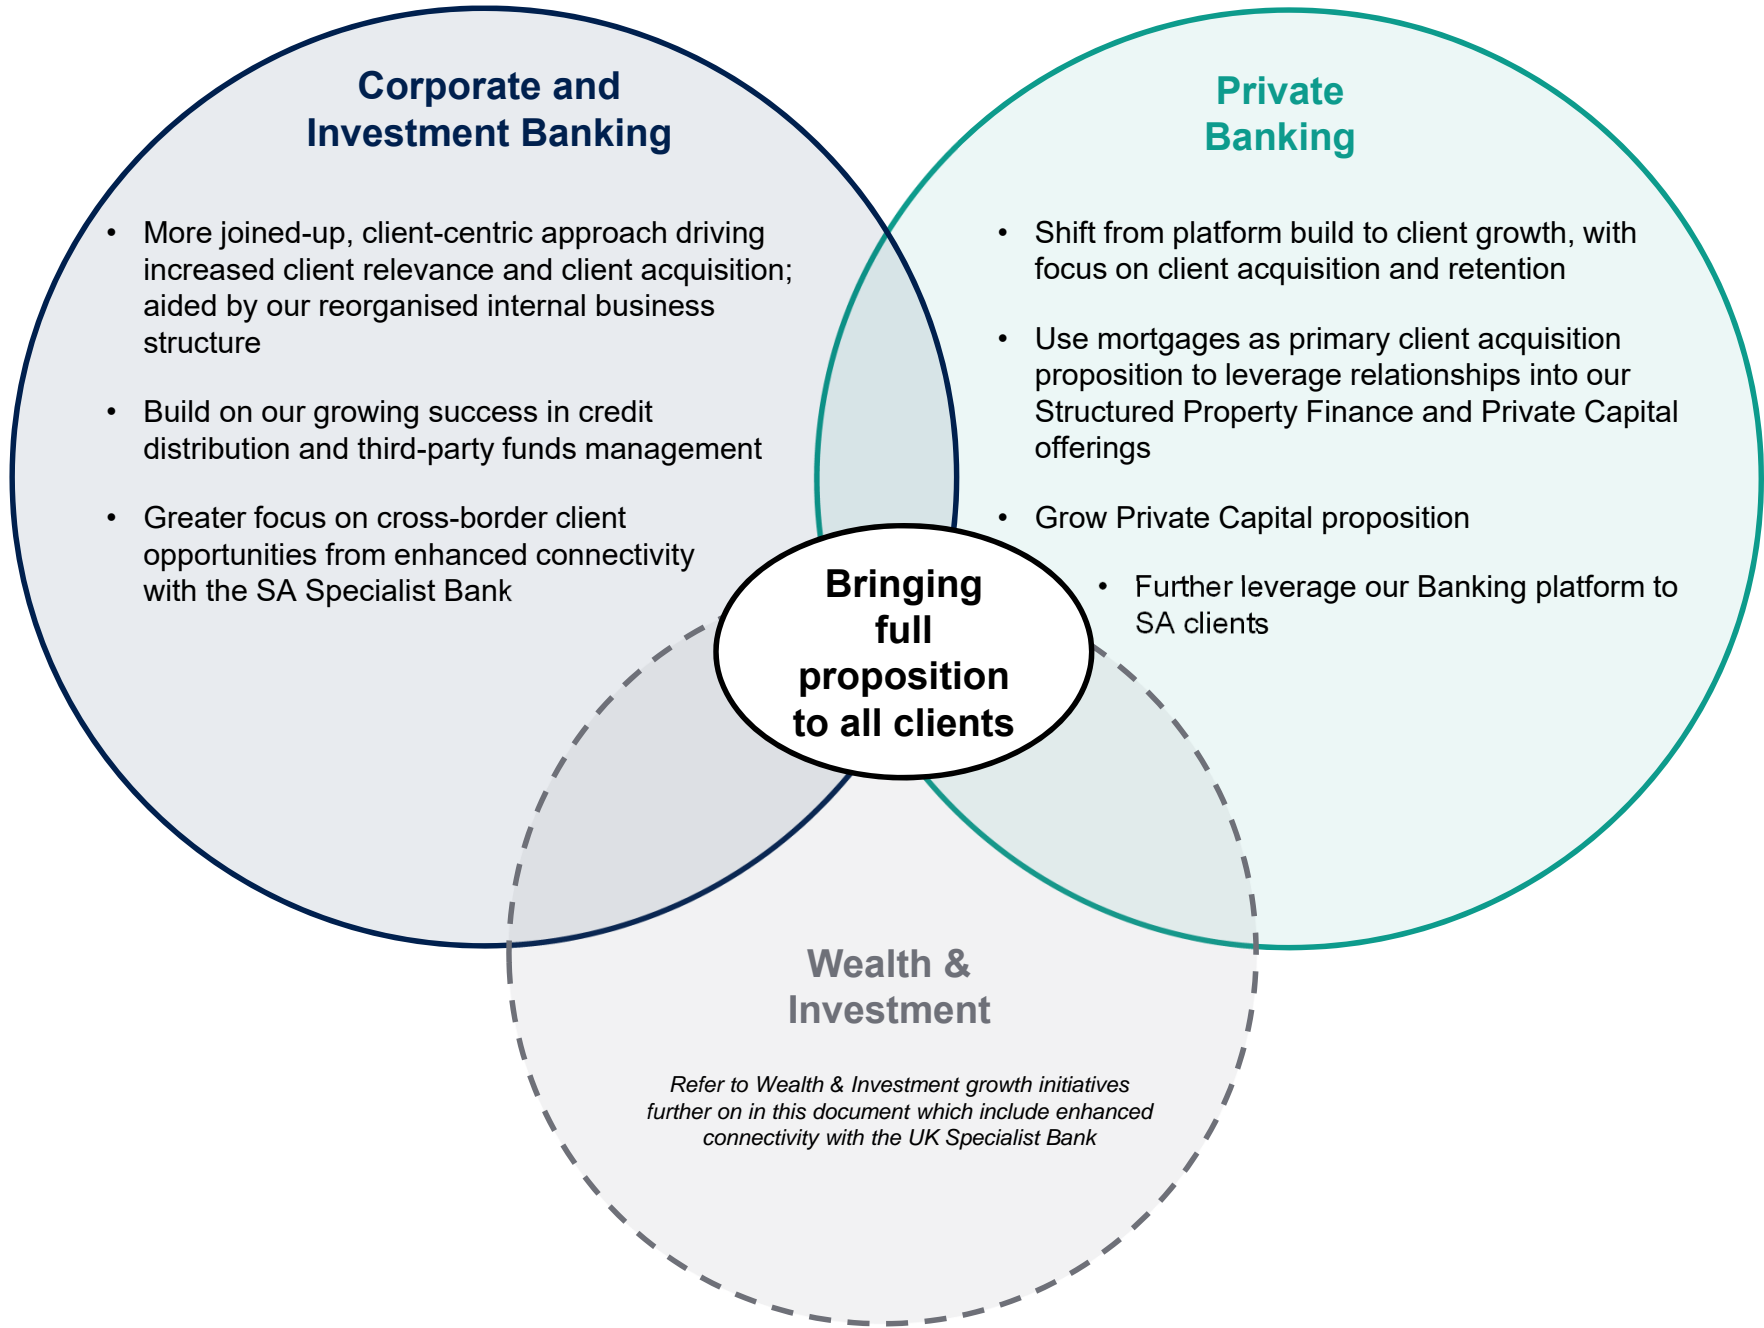 Corporate and
Investment Banking
• More joined-up, client-centric approach driving
increased client relevance and client acquisition;
aided by our reorganised internal business
structure
• Build on our growing success in credit
distribution and third-party funds management
• Greater focus on cross-border client
opportunities from enhanced connectivity
with the SA Specialist Bank
Private
Banking
• Shift from platform build to client growth, with
focus on client acquisition and retention
• Use mortgages as primary client acquisition
proposition to leverage relationships into our
Structured Property Finance and Private Capital
offerings
• Grow Private Capital proposition
• Further leverage our Banking platform to
SA clients
Bringing
full
proposition
to all clients
Wealth &
Investment
Refer to Wealth & Investment growth initiatives
further on in this document which include enhanced
connectivity with the UK Specialist Bank